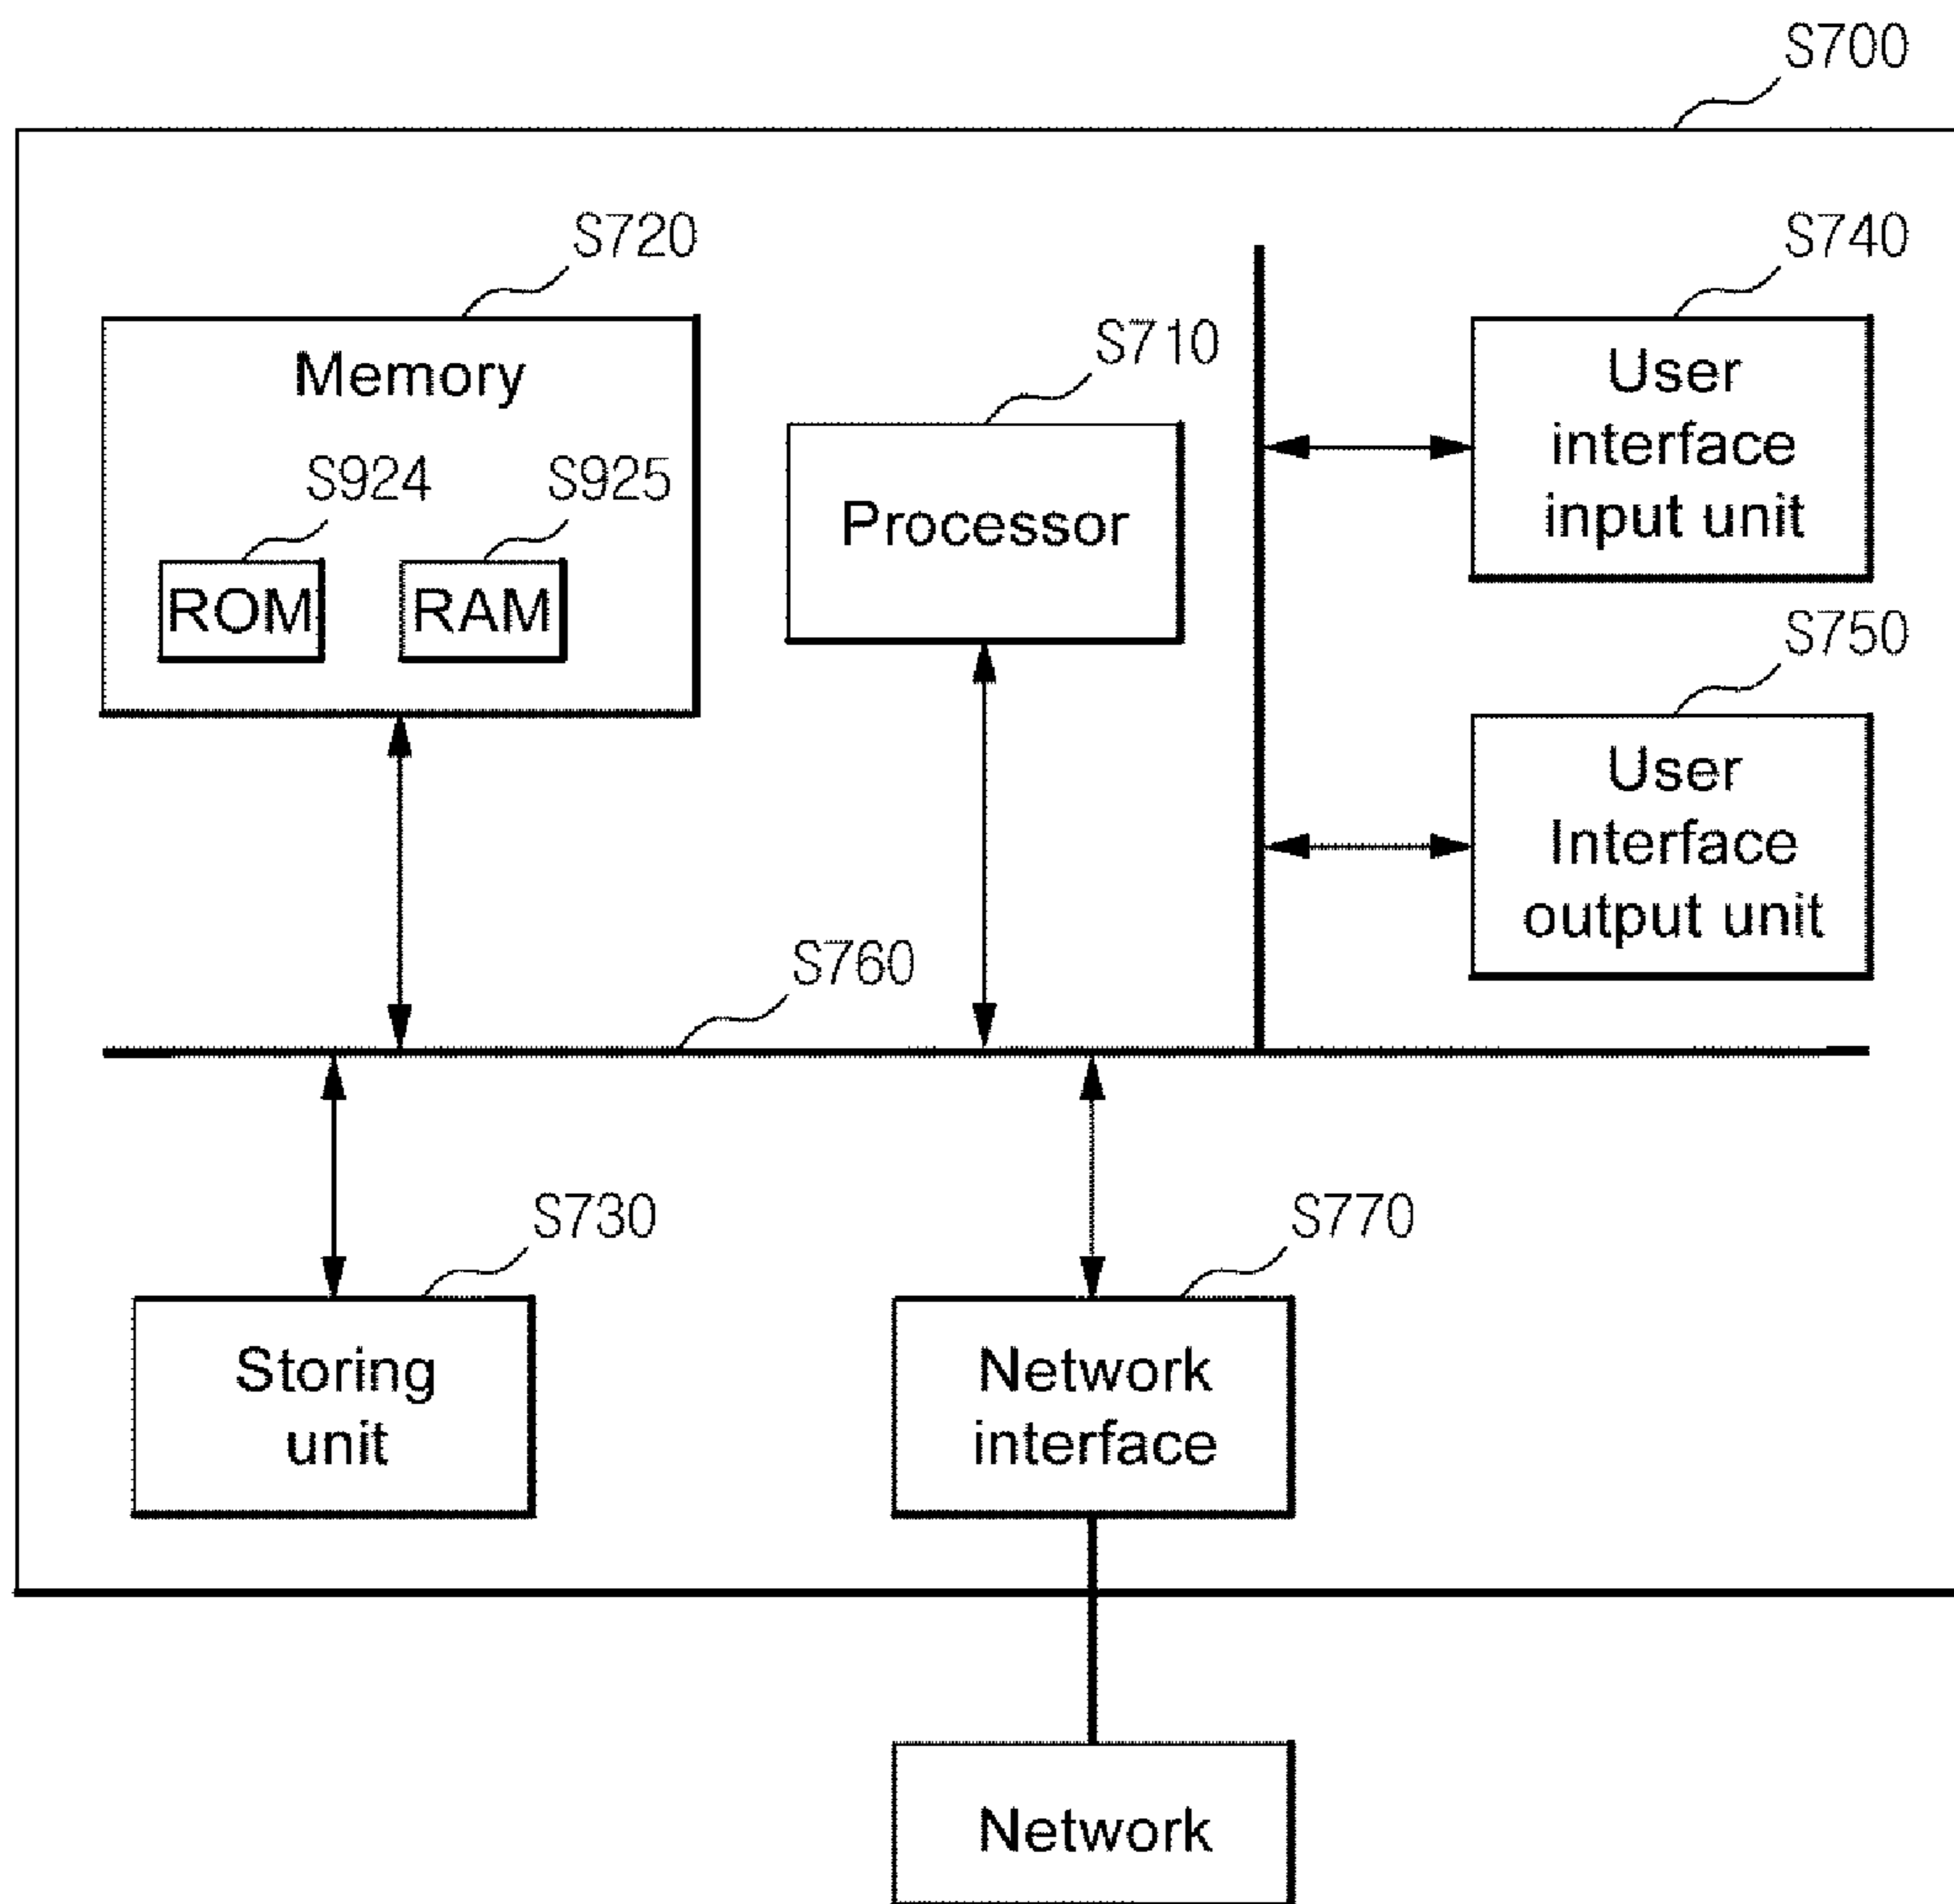 S700
S720
Memory
S924
S925
ROM
RAM
S710
Processor
S740
User
interface
input unit
S750
User
Interface
output unit
S760
S730
Storing
unit
S770
Network
interface
Network